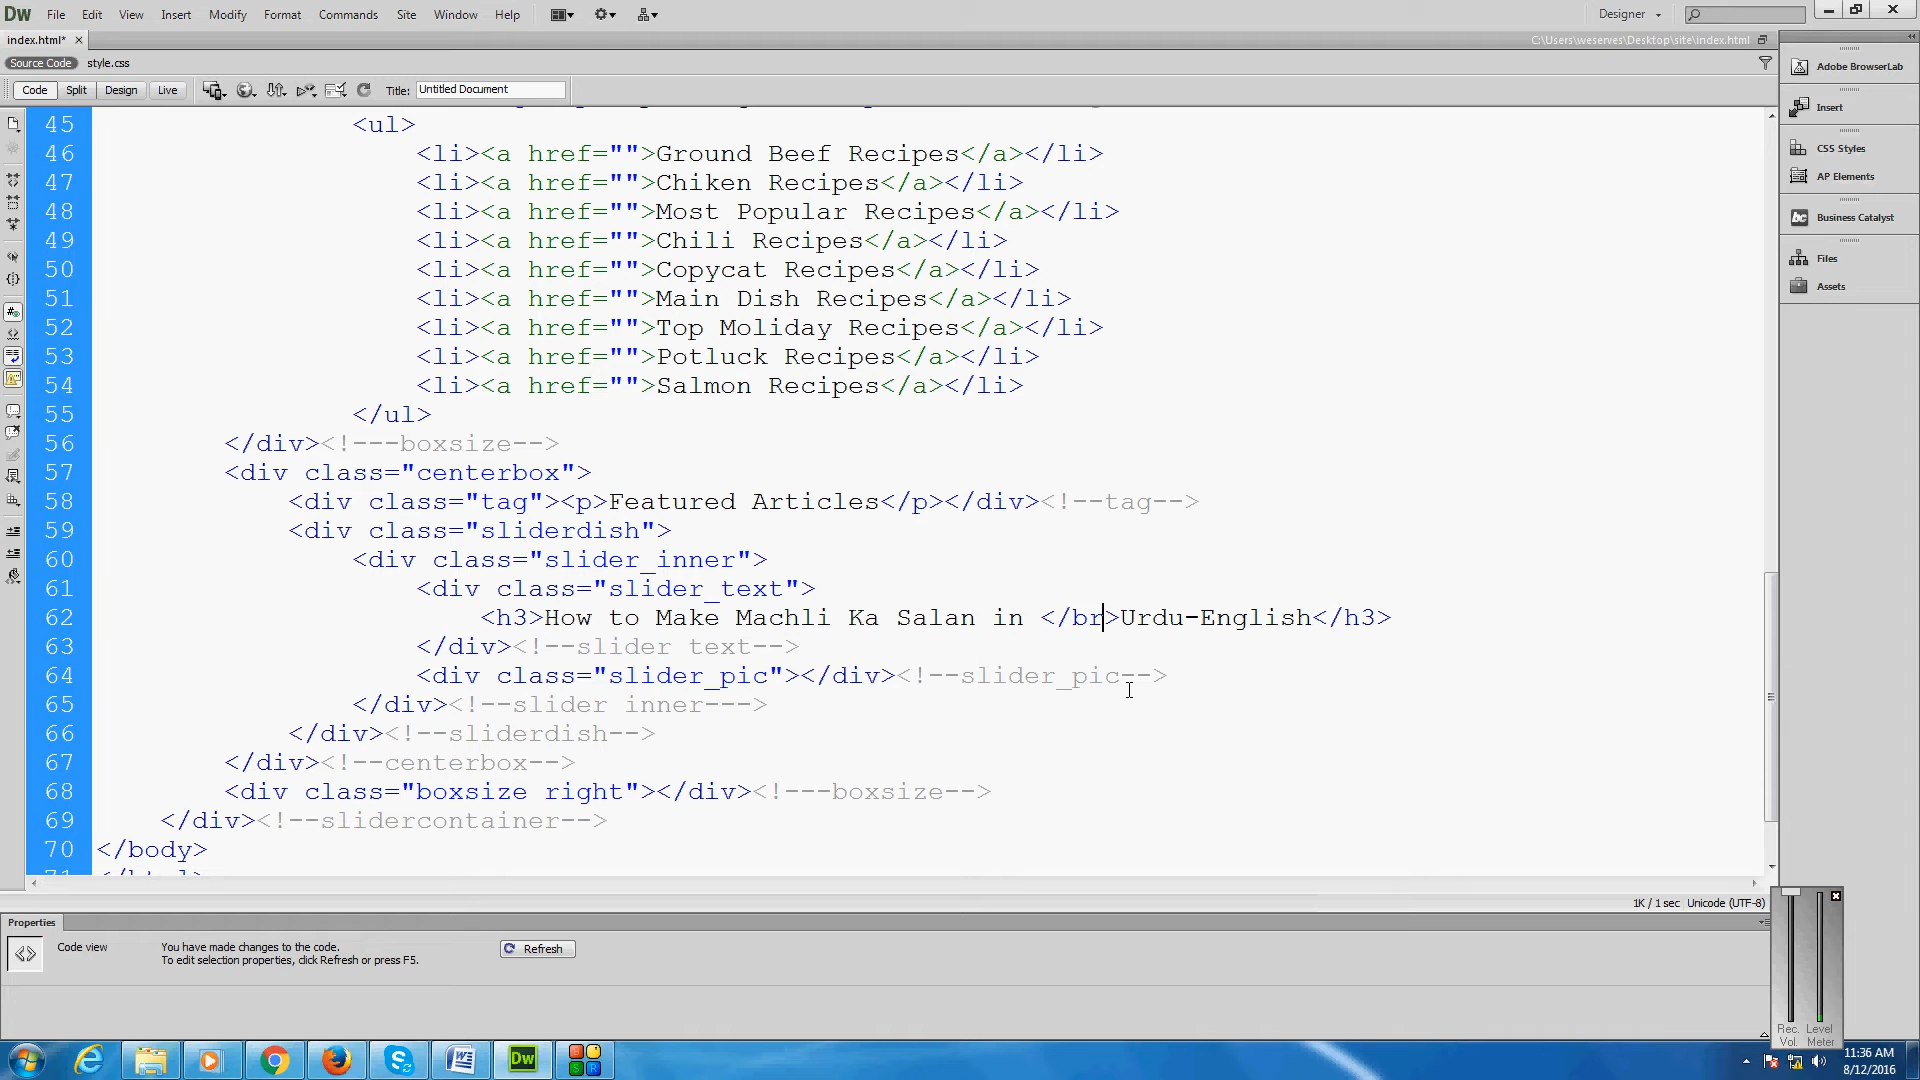 Dw File Edit View Insert Modify Format Commands Site Window Help Designer
index.html* C:\Users\weserves\Desktop\site\index.html
Source Code style.css
Code Split Design Live Title: Untitled Document
45 <ul>
46 <li><a href="">Ground Beef Recipes</a></li>
47 <li><a href="">Chiken Recipes</a></li>
48 <li><a href="">Most Popular Recipes</a></li>
49 <li><a href="">Chili Recipes</a></li>
50 <li><a href="">Copycat Recipes</a></li>
51 <li><a href="">Main Dish Recipes</a></li>
52 <li><a href="">Top Moliday Recipes</a></li>
53 <li><a href="">Potluck Recipes</a></li>
54 <li><a href="">Salmon Recipes</a></li>
55 </ul>
56 </div><!---boxsize-->
57 <div class="centerbox">
58 <div class="tag"><p>Featured Articles</p></div><!--tag-->
59 <div class="sliderdish">
60 <div class="slider_inner">
61 <div class="slider_text">
62 <h3>How to Make Machli Ka Salan in </br>Urdu-English</h3>
63 </div><!--slider text-->
64 <div class="slider_pic"></div><!--slider_pic-->
65 </div><!--slider inner--->
66 </div><!--sliderdish-->
67 </div><!--centerbox-->
68 <div class="boxsize right"></div><!---boxsize-->
69 </div><!--slidercontainer-->
70 </body>
Adobe BrowserLab
Insert
CSS Styles
AP Elements
bc Business Catalyst
Files
Assets
1K / 1 sec Unicode (UTF-8)
Properties
Code view
You have made changes to the code.
To edit selection properties, click Refresh or press F5.
Refresh
Rec. Level
Vol. Meter
Dw
11:36 AM
8/12/2016